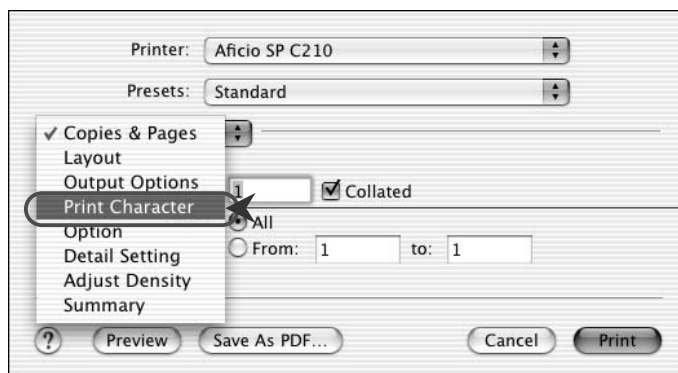 Printer: Aficio SP C210
Presets: Standard
✓ Copies & Pages
Layout
Output Options
1 Collated
Print Character
All
Option
From: 1 to: 1
Detail Setting
Adjust Density
Summary
? Preview Save As PDF... Cancel Print